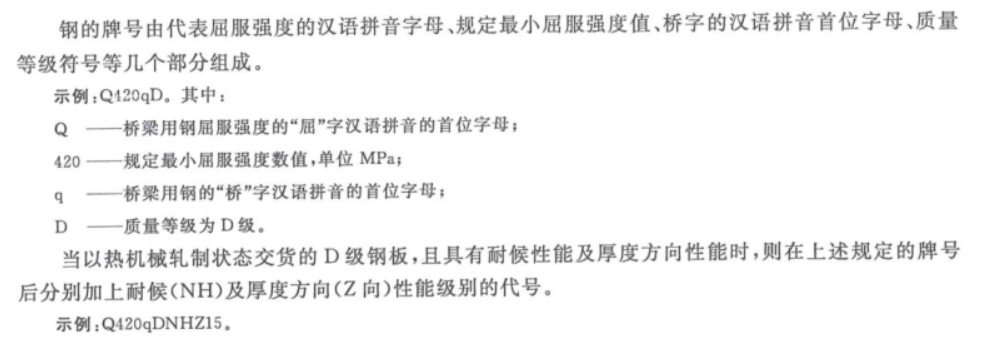 钢的牌号由代表屈服强度的汉语拼音字母、规定最小屈服强度值、桥字的汉语拼音首位字母、质量
等级符号等几个部分组成。
示例:Q420qD。其中:
Q ——桥梁用钢屈服强度的“屈”字汉语拼音的首位字母;
420 ——规定最小屈服强度数值,单位 MPa;
q ——桥梁用钢的“桥”字汉语拼音的首位字母;
D ——质量等级为 D 级。
当以热机械轧制状态交货的 D 级钢板,且具有耐候性能及厚度方向性能时,则在上述规定的牌号
后分别加上耐候(NH)及厚度方向(Z 向)性能级别的代号。
示例:Q420qDNHZ15。